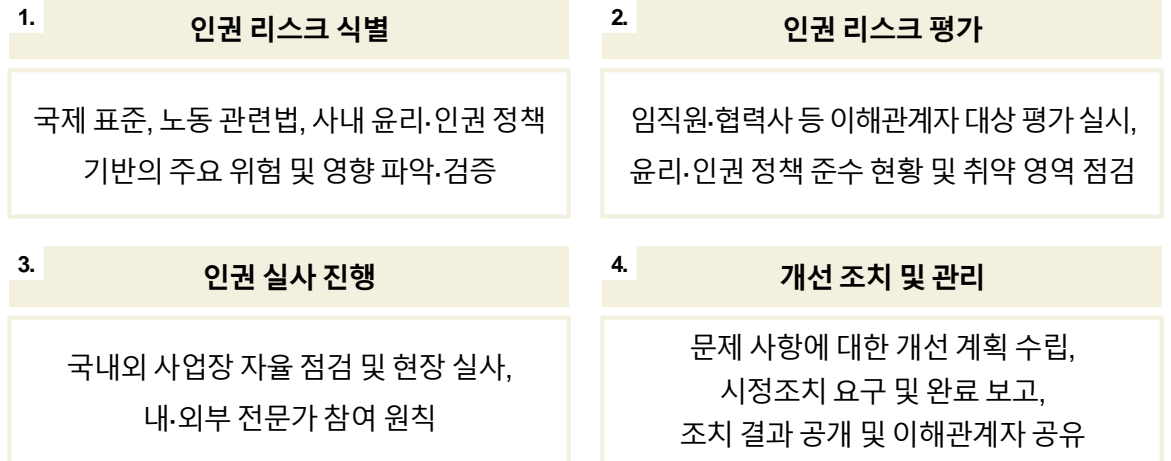 1.
인권 리스크 식별
국제 표준, 노동 관련법, 사내 윤리·인권 정책
기반의 주요 위험 및 영향 파악·검증
2.
인권 리스크 평가
임직원·협력사 등 이해관계자 대상 평가 실시,
윤리·인권 정책 준수 현황 및 취약 영역 점검
3.
인권 실사 진행
국내외 사업장 자율 점검 및 현장 실사,
내·외부 전문가 참여 원칙
4.
개선 조치 및 관리
문제 사항에 대한 개선 계획 수립,
시정조치 요구 및 완료 보고,
조치 결과 공개 및 이해관계자 공유